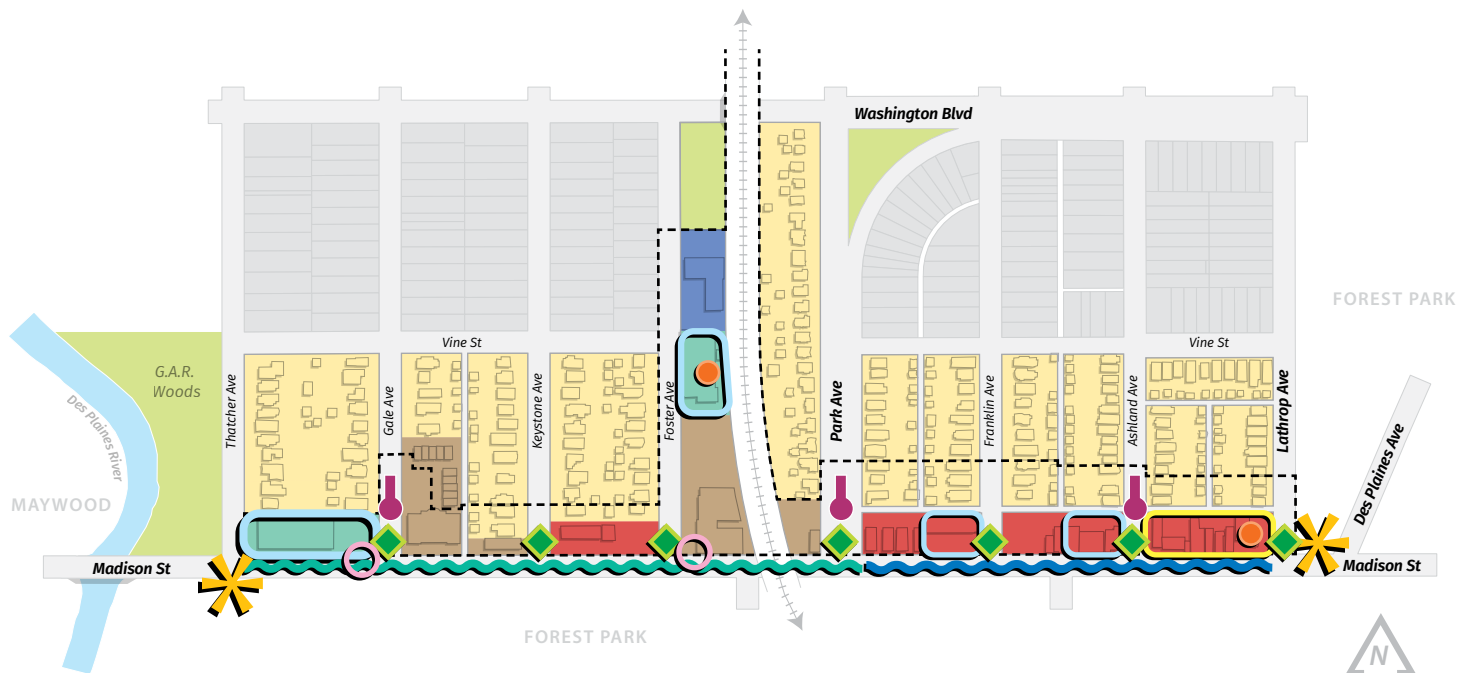 Washington Blvd
FOREST PARK
Vine St
Vine St
G.A.R.
Woods
Des Plaines River
Thatcher Ave
Gale Ave
Keystone Ave
Foster Ave
Park Ave
Franklin Ave
Ashland Ave
Lathrop Ave
Des Plaines Ave
MAYWOOD
Madison St
Madison St
FOREST PARK
N